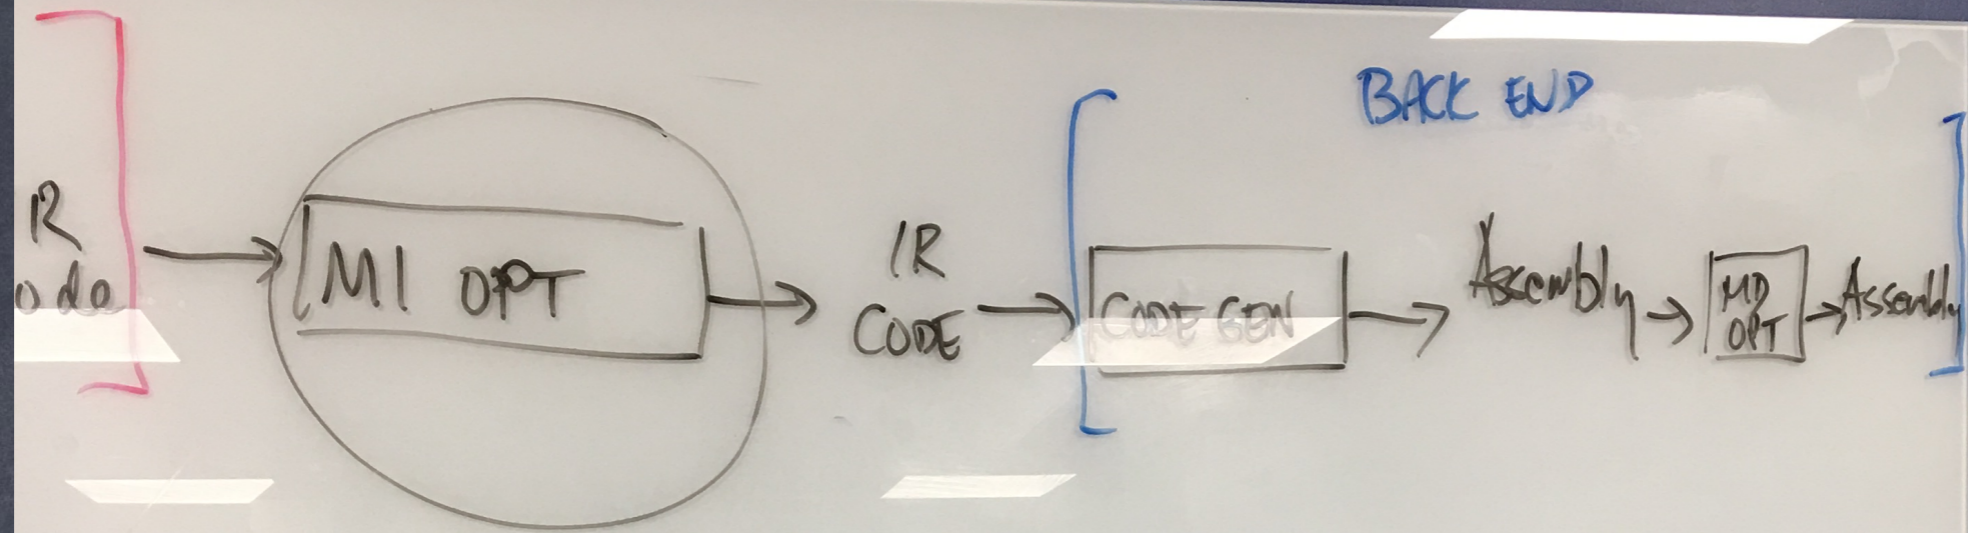 BACK END
R
ode
MI OPT
IR
CODE
CODE GEN
Assembly
MD
OPT
Assembly